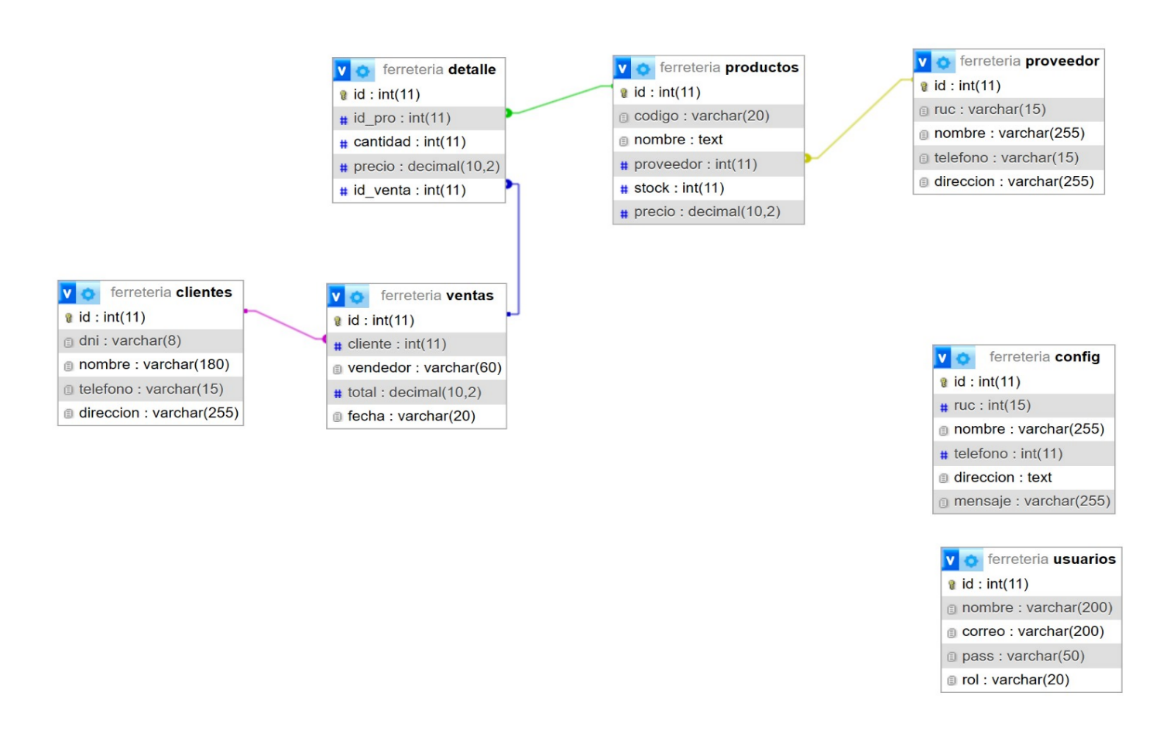 ferreteria detalle
id : int(11)
id_pro : int(11)
cantidad : int(11)
precio : decimal(10,2)
id_venta : int(11)
ferreteria productos
id : int(11)
codigo : varchar(20)
nombre : text
proveedor : int(11)
stock : int(11)
precio : decimal(10,2)
ferreteria proveedor
id : int(11)
ruc : varchar(15)
nombre : varchar(255)
telefono : varchar(15)
direccion : varchar(255)
ferreteria clientes
id : int(11)
dni : varchar(8)
nombre : varchar(180)
telefono : varchar(15)
direccion : varchar(255)
ferreteria ventas
id : int(11)
cliente : int(11)
vendedor : varchar(60)
total : decimal(10,2)
fecha : varchar(20)
ferreteria config
id : int(11)
ruc : int(15)
nombre : varchar(255)
telefono : int(11)
direccion : text
mensaje : varchar(255)
ferreteria usuarios
id : int(11)
nombre : varchar(200)
correo : varchar(200)
pass : varchar(50)
rol : varchar(20)